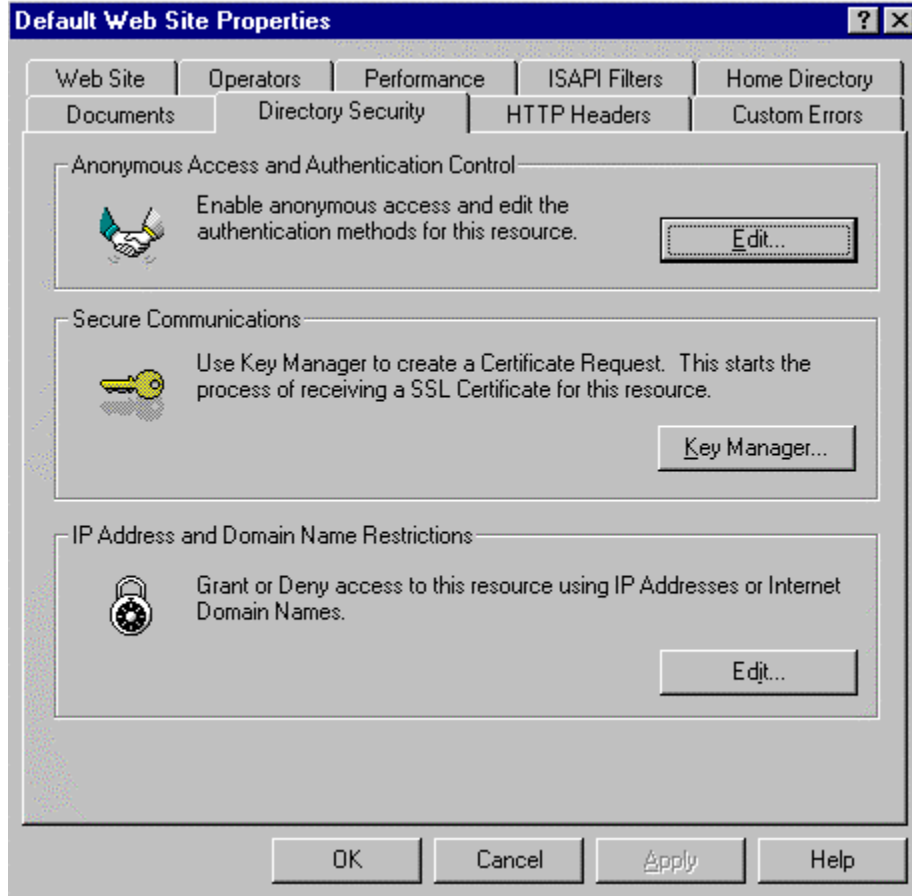 Default Web Site Properties
Web Site Operators Performance ISAPI Filters Home Directory
Documents Directory Security HTTP Headers Custom Errors
Anonymous Access and Authentication Control
Enable anonymous access and edit the
authentication methods for this resource.
Edit...
Secure Communications
Use Key Manager to create a Certificate Request. This starts the
process of receiving a SSL Certificate for this resource.
Key Manager...
IP Address and Domain Name Restrictions
Grant or Deny access to this resource using IP Addresses or Internet
Domain Names.
Edit...
OK Cancel Apply Help